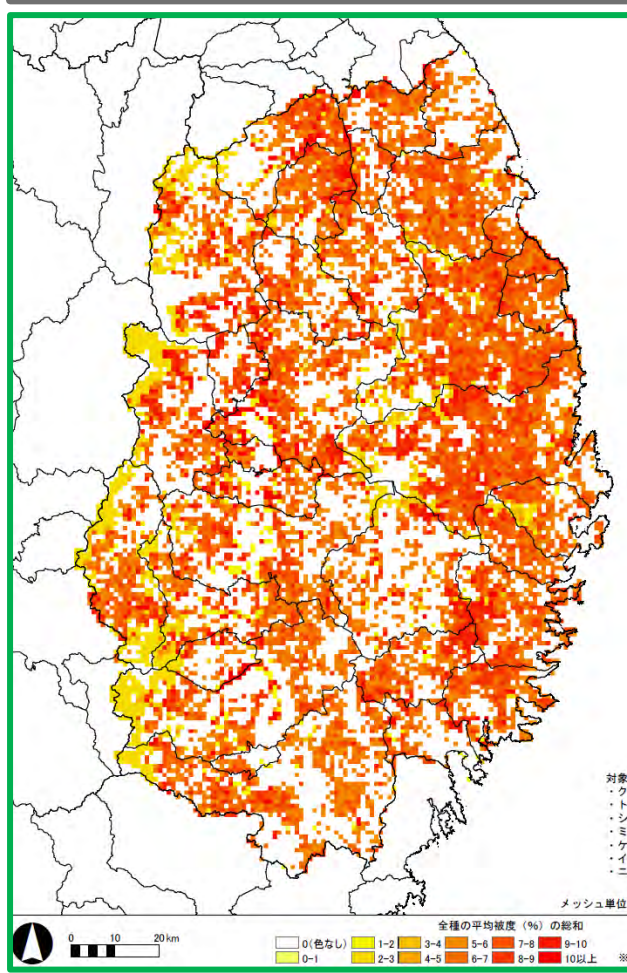 対象
・ク
・ト
・シ
・ミ
・ケ
・イ
・ニ
メッシュ単位
全種の平均被度（%）の総和
0 10 20km
0(色なし) 1-2 3-4 5-6 7-8 9-10
0-1 2-3 4-5 6-7 8-9 10以上 ※